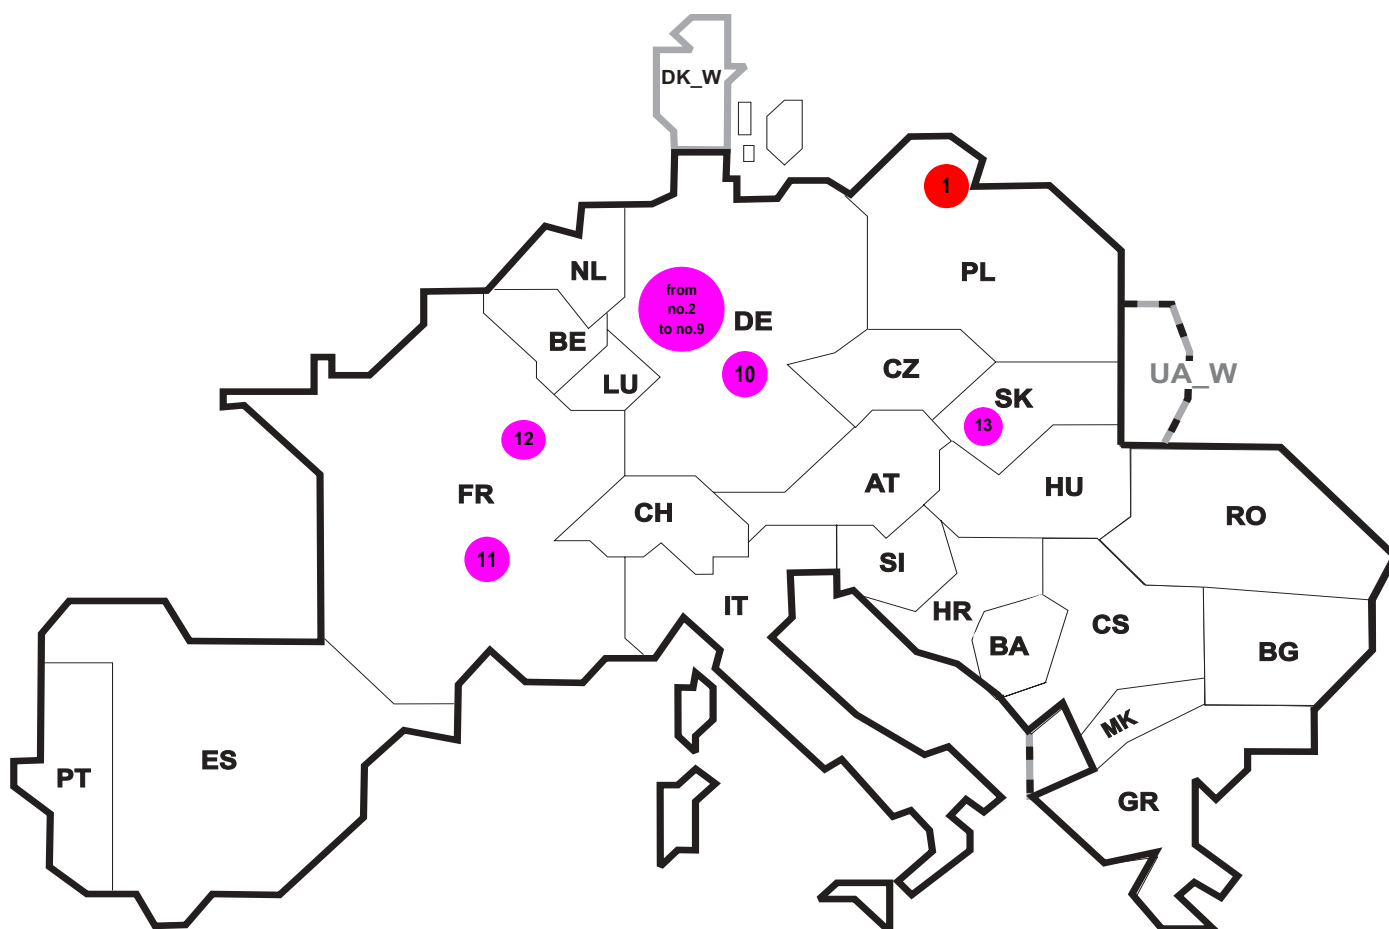 DK_W
1
NL
PL
from
no.2
to no.9
DE
BE
10
CZ
UA_W
LU
SK
13
12
FR
AT
HU
CH
RO
11
SI
IT
HR
CS
BA
BG
MK
ES
PT
GR